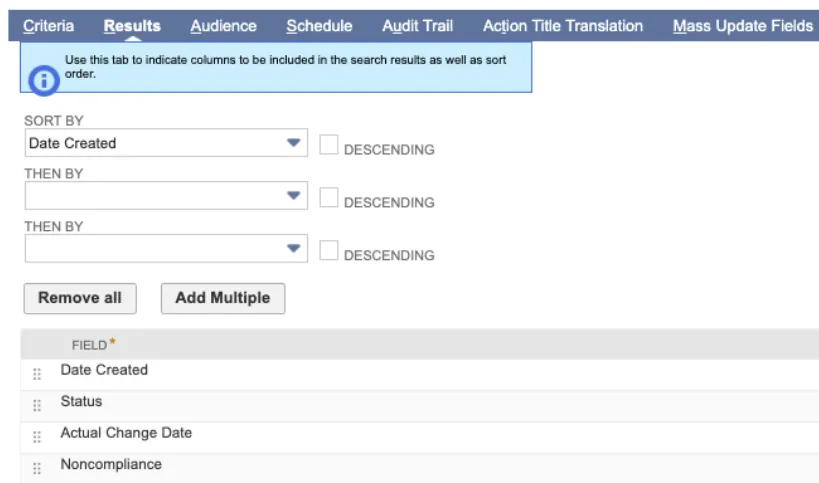 Criteria Results Audience Schedule Audit Trail Action Title Translation Mass Update Fields
Use this tab to indicate columns to be included in the search results as well as sort
order.
SORT BY
Date Created
DESCENDING
THEN BY
DESCENDING
THEN BY
DESCENDING
Remove all Add Multiple
FIELD*
Date Created
Status
Actual Change Date
Noncompliance